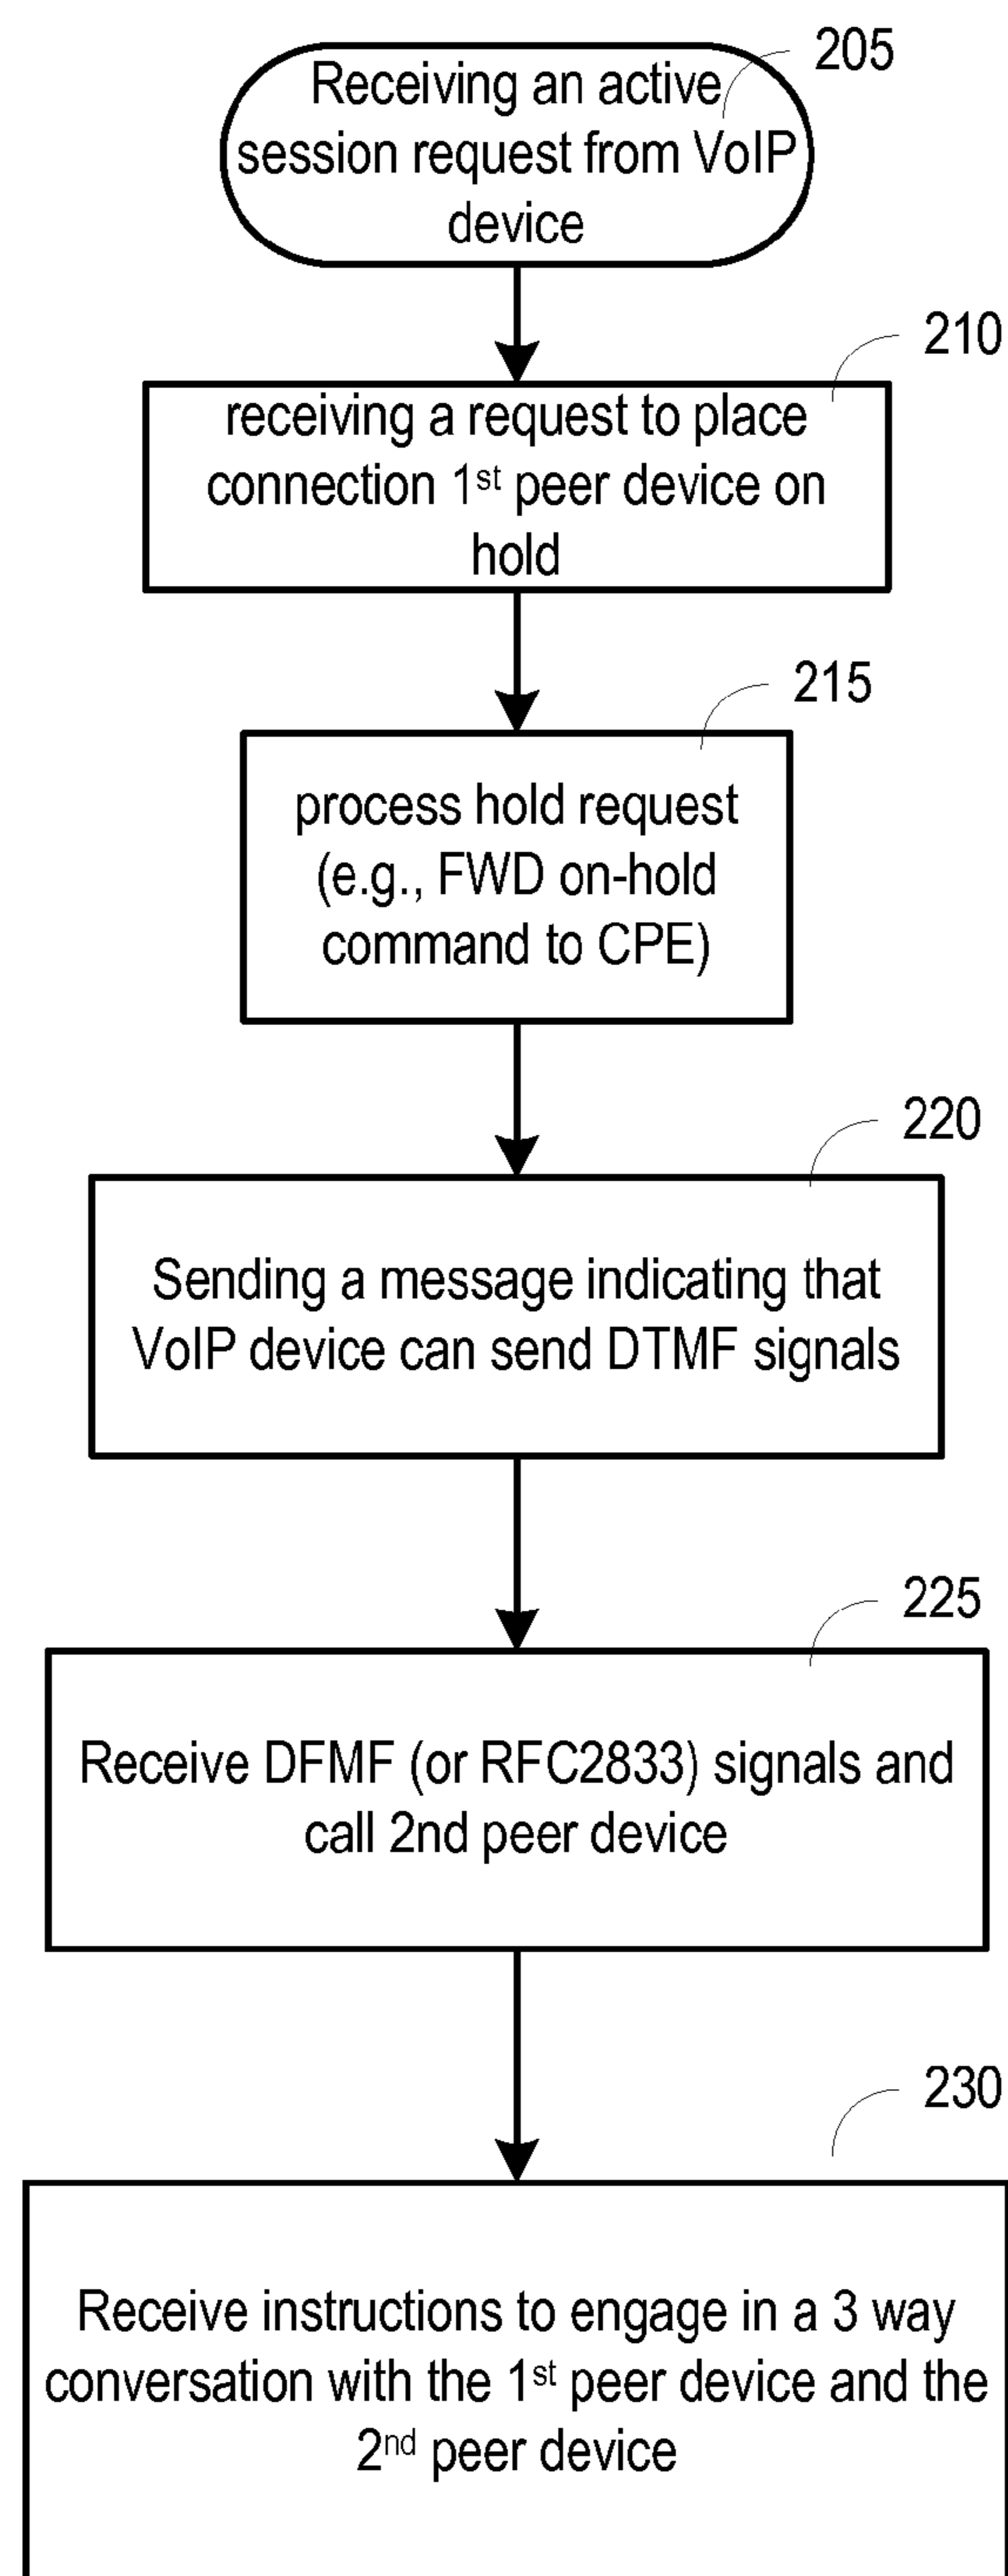 205
Receiving an active
session request from VoIP
device
210
receiving a request to place
connection 1st peer device on
hold
215
process hold request
(e.g., FWD on-hold
command to CPE)
220
Sending a message indicating that
VoIP device can send DTMF signals
225
Receive DFMF (or RFC2833) signals and
call 2nd peer device
230
Receive instructions to engage in a 3 way
conversation with the 1st peer device and the
2nd peer device